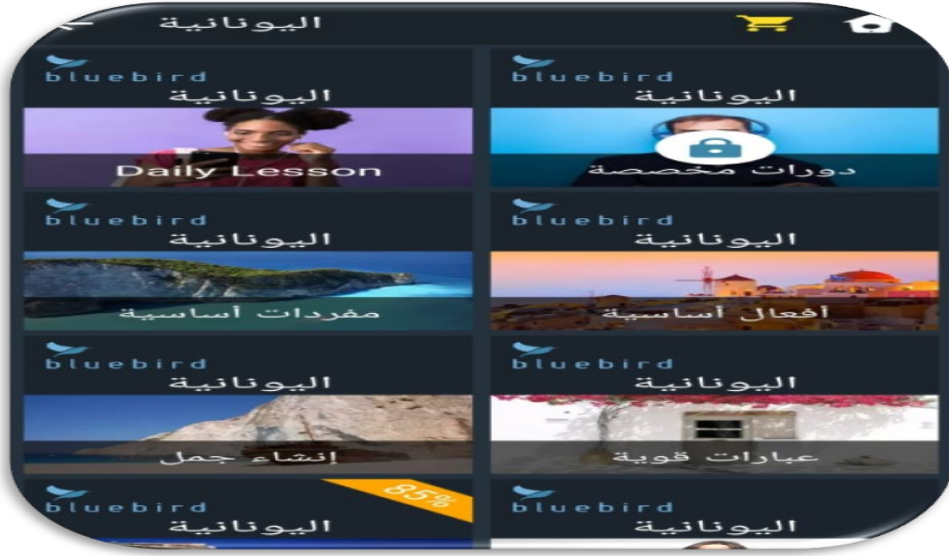 اليونانية
bluebird
اليونانية
Daily Lesson
bluebird
اليونانية
دورات مخصصة
bluebird
اليونانية
مفردات أساسية
bluebird
اليونانية
أفعال أساسية
bluebird
اليونانية
إنشاء جمل
bluebird
اليونانية
عبارات قوية
bluebird
85%
اليونانية
bluebird
اليونانية